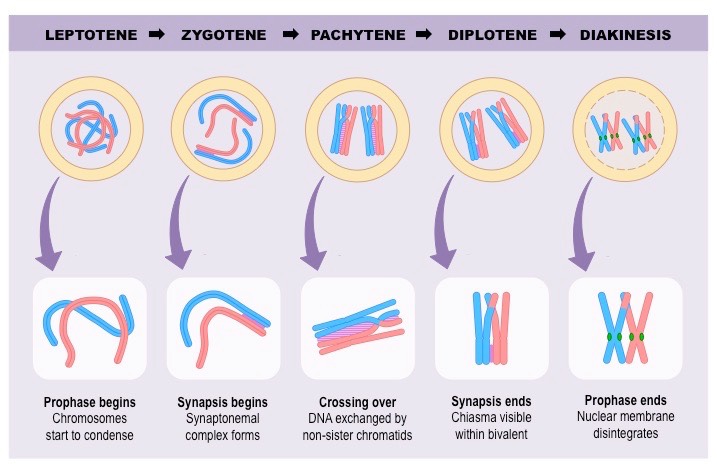 LEPTOTENE → ZYGOTENE → PACHYTENE → DIPLOTENE → DIAKINESIS
Prophase begins
Chromosomes
start to condense
Synapsis begins
Synaptonemal
complex forms
Crossing over
DNA exchanged by
non-sister chromatids
Synapsis ends
Chiasma visible
within bivalent
Prophase ends
Nuclear membrane
disintegrates